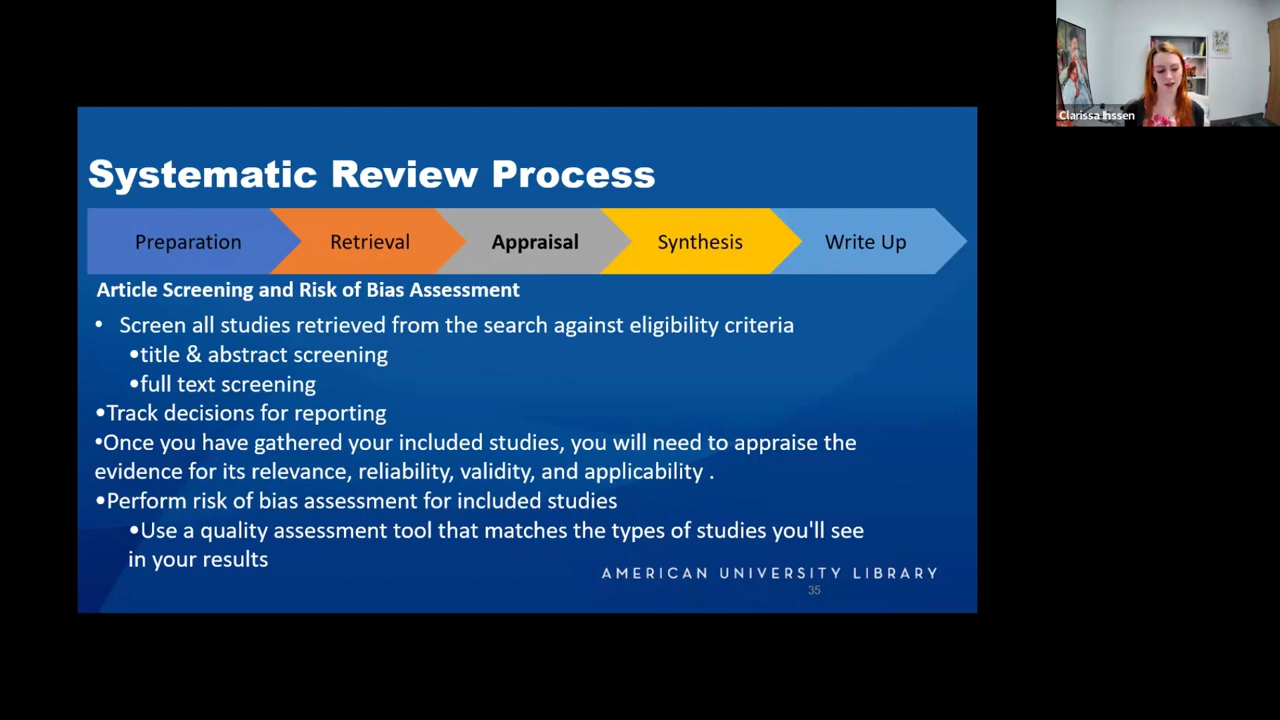 Clarissa Ihssen
Systematic Review Process
Preparation
Retrieval
Appraisal
Synthesis
Write Up
Article Screening and Risk of Bias Assessment
• Screen all studies retrieved from the search against eligibility criteria
•title & abstract screening
•full text screening
•Track decisions for reporting
•Once you have gathered your included studies, you will need to appraise the
evidence for its relevance, reliability, validity, and applicability .
•Perform risk of bias assessment for included studies
•Use a quality assessment tool that matches the types of studies you'll see
in your results
AMERICAN UNIVERSITY LIBRARY
35